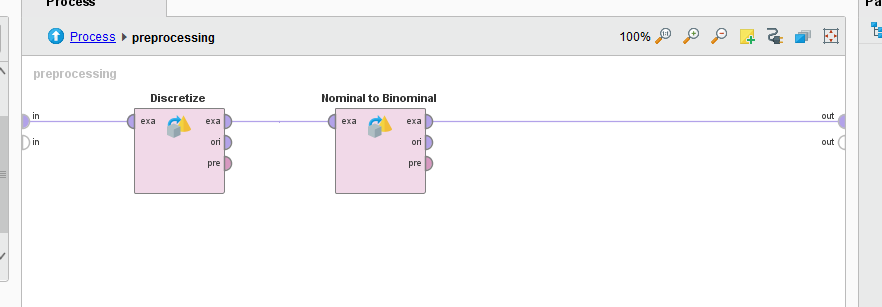 Process
Pa
Process preprocessing
100%
preprocessing
Discretize
Nominal to Binominal
in
exa exa
exa exa
out
in
ori
ori
out
pre
pre